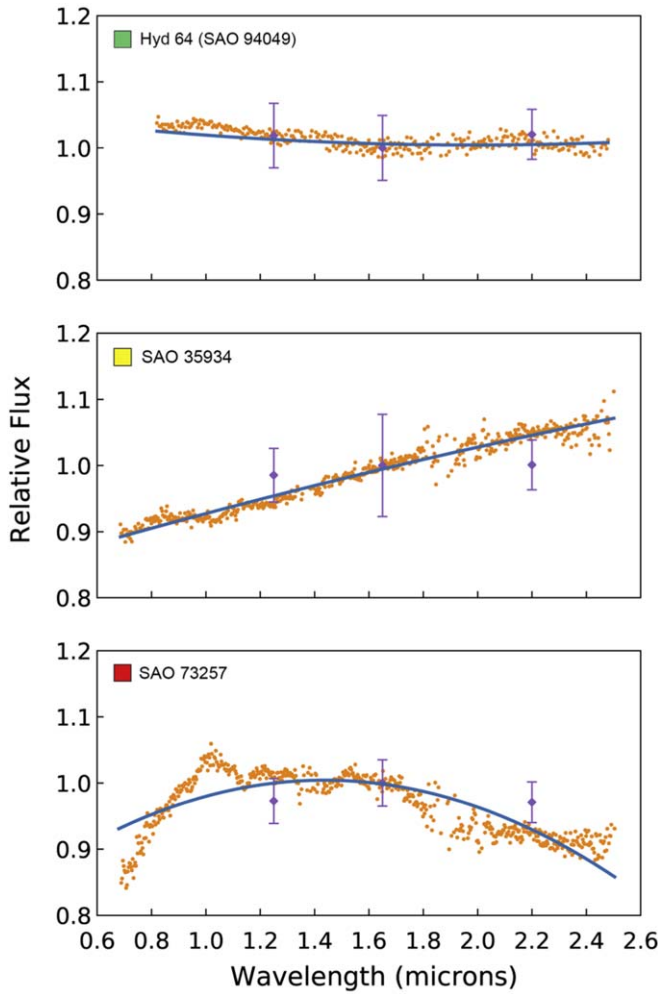 1.2
Hyd 64 (SAO 94049)
1.1
1.0
0.9
0.8
1.2
SAO 35934
1.1
1.0
0.9
0.8
1.2
SAO 73257
1.1
1.0
0.9
0.8
0.6 0.8 1.0 1.2 1.4 1.6 1.8 2.0 2.2 2.4 2.6
Relative Flux
Wavelength (microns)